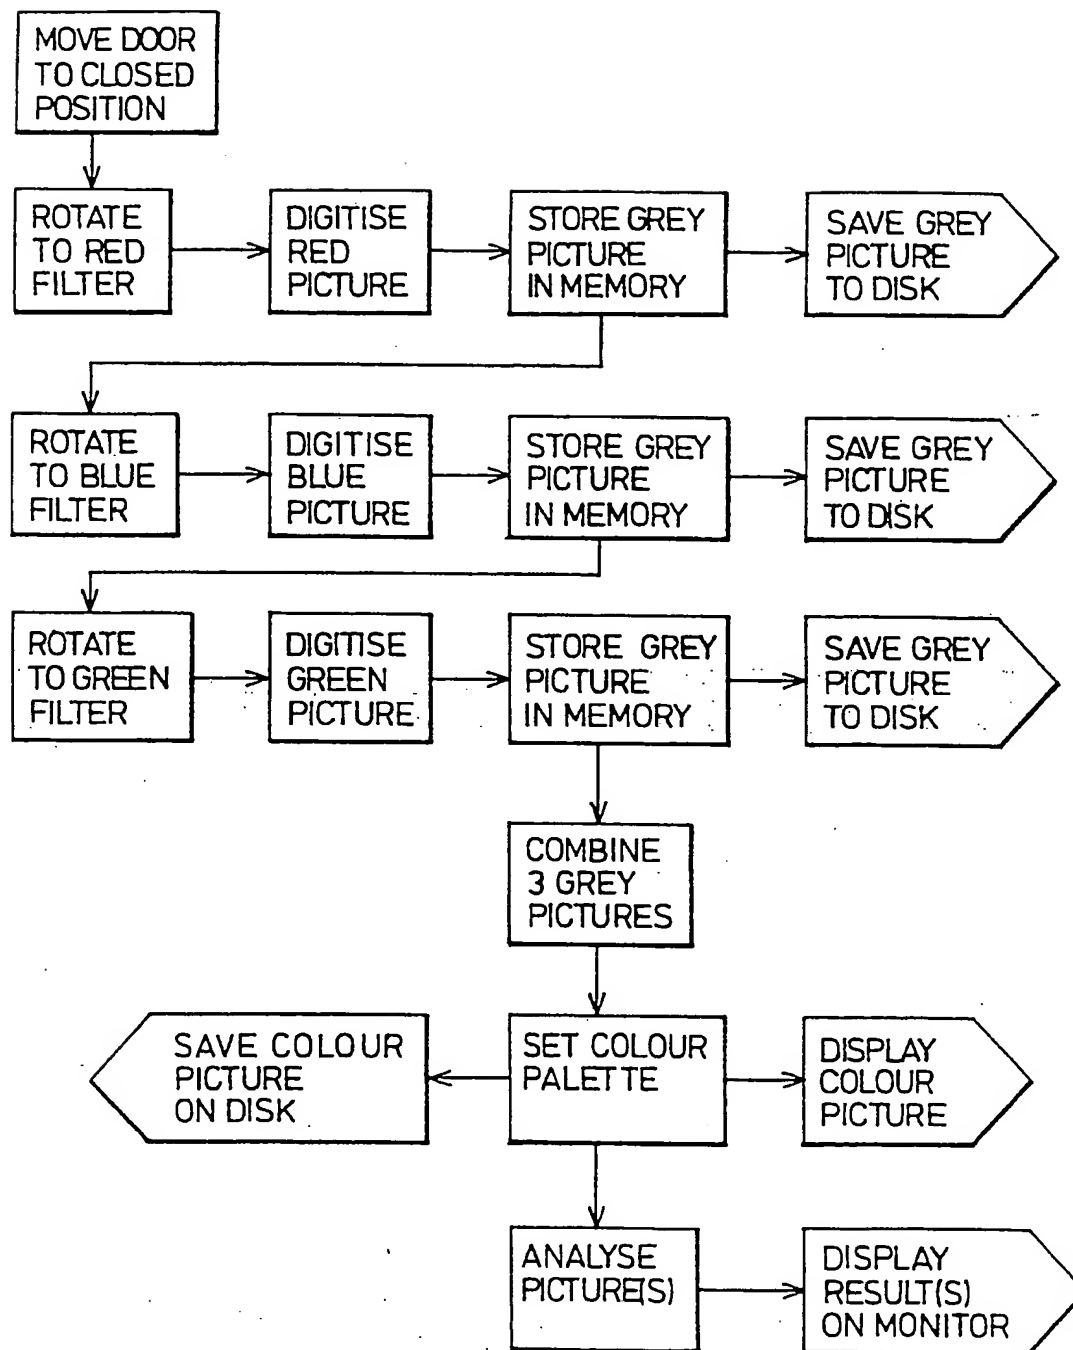 MOVE DOOR
TO CLOSED
POSITION
ROTATE
TO RED
FILTER
DIGITISE
RED
PICTURE
STORE GREY
PICTURE
IN MEMORY
SAVE GREY
PICTURE
TO DISK
ROTATE
TO BLUE
FILTER
DIGITISE
BLUE
PICTURE
STORE GREY
PICTURE
IN MEMORY
SAVE GREY
PICTURE
TO DISK
ROTATE
TO GREEN
FILTER
DIGITISE
GREEN
PICTURE
STORE GREY
PICTURE
IN MEMORY
SAVE GREY
PICTURE
TO DISK
COMBINE
3 GREY
PICTURES
SAVE COLOUR
PICTURE
ON DISK
SET COLOUR
PALETTE
DISPLAY
COLOUR
PICTURE
ANALYSE
PICTURE(S)
DISPLAY
RESULT(S)
ON MONITOR